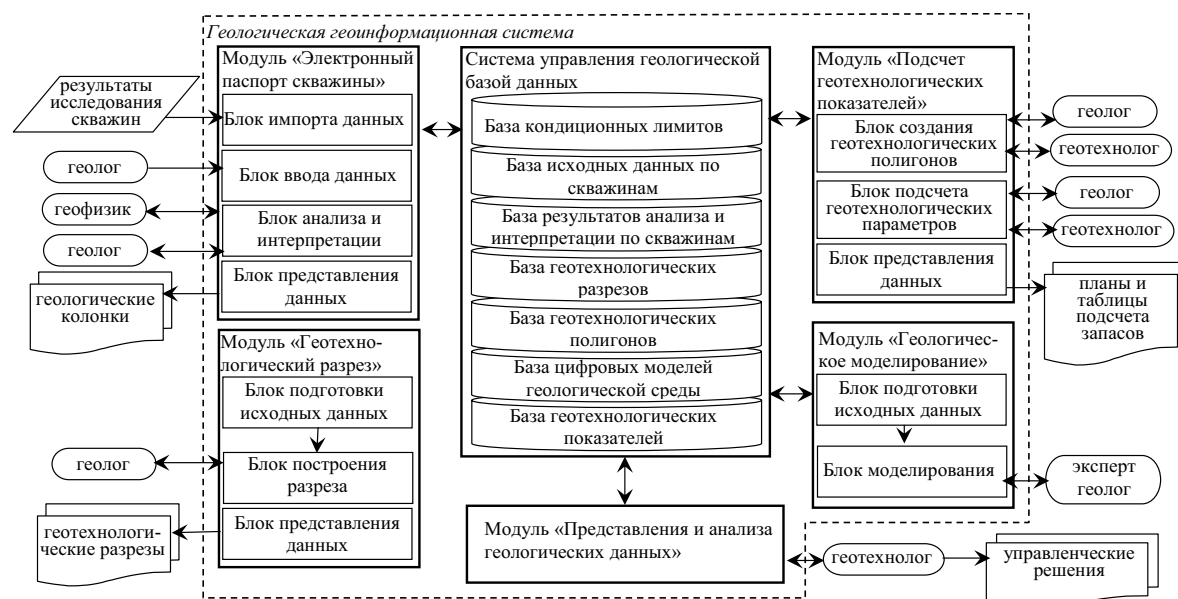 Геологическая геоинформационная система
результаты
исследования
скважин
геолог
геофизик
геолог
геологические
колонки
Модуль «Электронный
паспорт скважины»
Блок импорта данных
Блок ввода данных
Блок анализа и
интерпретации
Блок представления
данных
геолог
геотехнологи-
ческие разрезы
Модуль «Геотехно-
логический разрез»
Блок подготовки
исходных данных
Блок построения
разреза
Блок представления
данных
Система управления геологической
базой данных
База кондиционных лимитов
База исходных данных по
скважинам
База результатов анализа и
интерпретации по скважинам
База геотехнологических
разрезов
База геотехнологических
полигонов
База цифровых моделей
геологической среды
База геотехнологических
показателей
Модуль «Представления и анализа
геологических данных»
Модуль «Подсчет
геотехнологических
показателей»
Блок создания
геотехнологических
полигонов
Блок подсчета
геотехнологических
параметров
Блок представления
данных
геолог
геотехнолог
геолог
геотехнолог
планы и
таблицы
подсчета
запасов
Модуль «Геологичес-
кое моделирование»
Блок подготовки
исходных данных
Блок моделирования
эксперт
геолог
геотехнолог
управленческие
решения